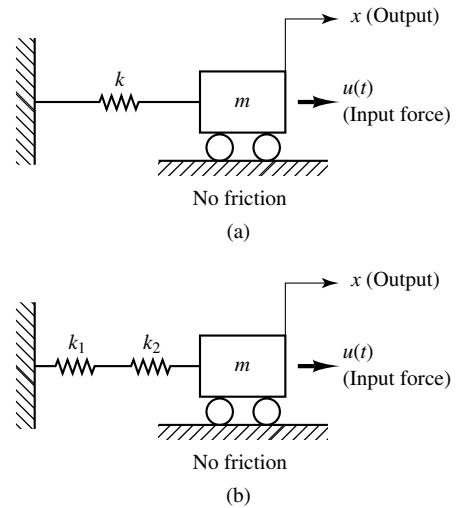 x (Output)
k
m
u(t)
(Input force)
No friction
(a)
x (Output)
k1
k2
m
u(t)
(Input force)
No friction
(b)